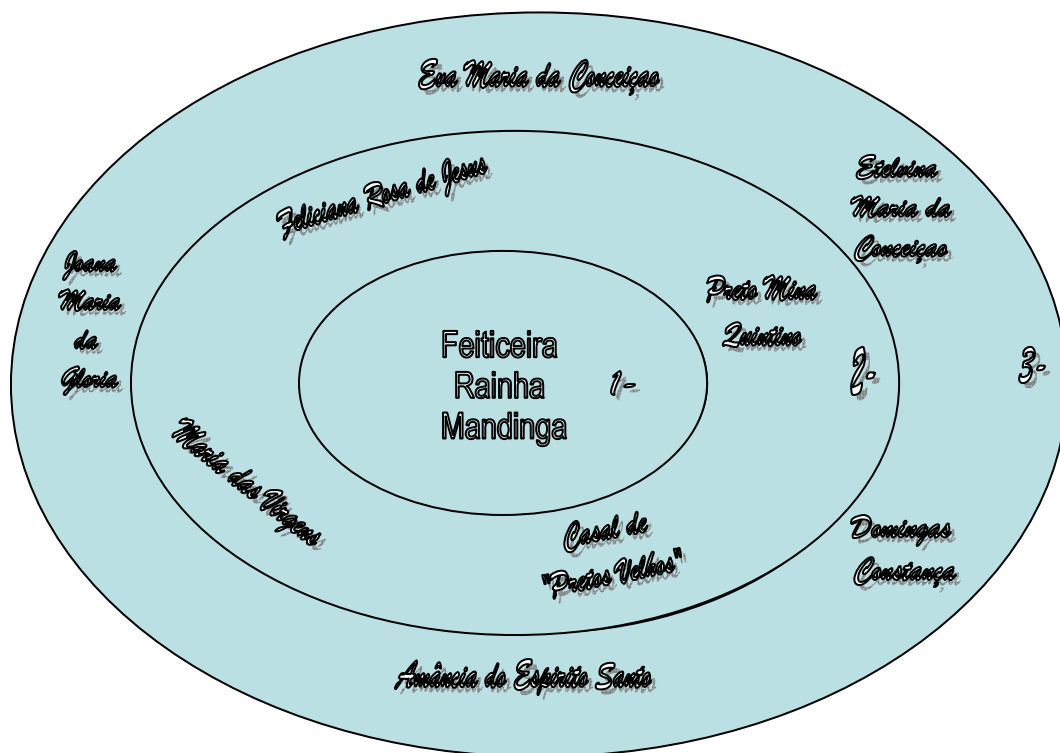 Eva Maria da Conceiçao
Feliciana Rosa de Jesus
Etelvina
Maria da
Conceiçao
Joana
Maria
da
Gloria
Preto Mina
Quintino
Feiticeira
Rainha
Mandinga
1-
2-
3-
Maria das Virgens
Casal de
"Pretos Velhos"
Domingas
Constança
Amância do Espirito Santo